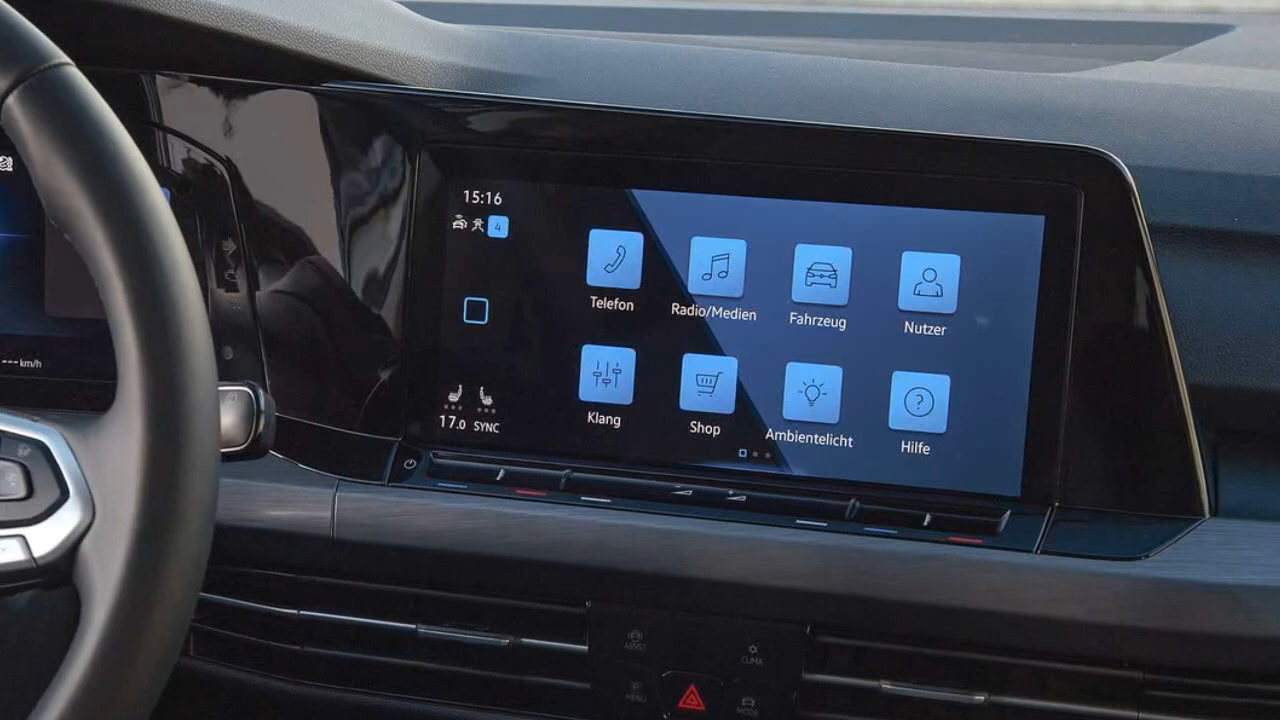 15:16
4
Telefon
Radio/Medien
Fahrzeug
Nutzer
Klang
Shop
Ambientelicht
Hilfe
17.0 SYNC
---km/h
ASSIST
CLIMA
MENU
MODE